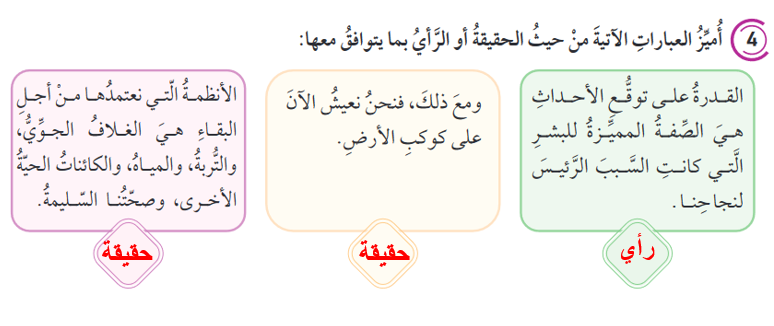 4 أُميِّزُ العباراتِ الآتيةَ منْ حيثُ الحقيقةُ أو الرَّأيُ بما يتوافقُ معها:
القدرةُ على توقُّعِ الأحداثِ
هيَ الصِّفةُ المميِّزةُ للبشرِ
الَّتي كانتِ السَّببَ الرَّئيسَ
لنجاحِنا.
رأي
ومعَ ذلكَ، فنحنُ نعيشُ الآنَ
على كوكبِ الأرضِ.
حقيقة
الأنظمةُ الّتي نعتمدُها منْ أجلِ
البقاءِ هيَ الغلافُ الجوِّيُّ،
والتُّربةُ، والمياهُ، والكائناتُ الحيّةُ
الأخرى، وصحّتُنا السّليمةُ.
حقيقة